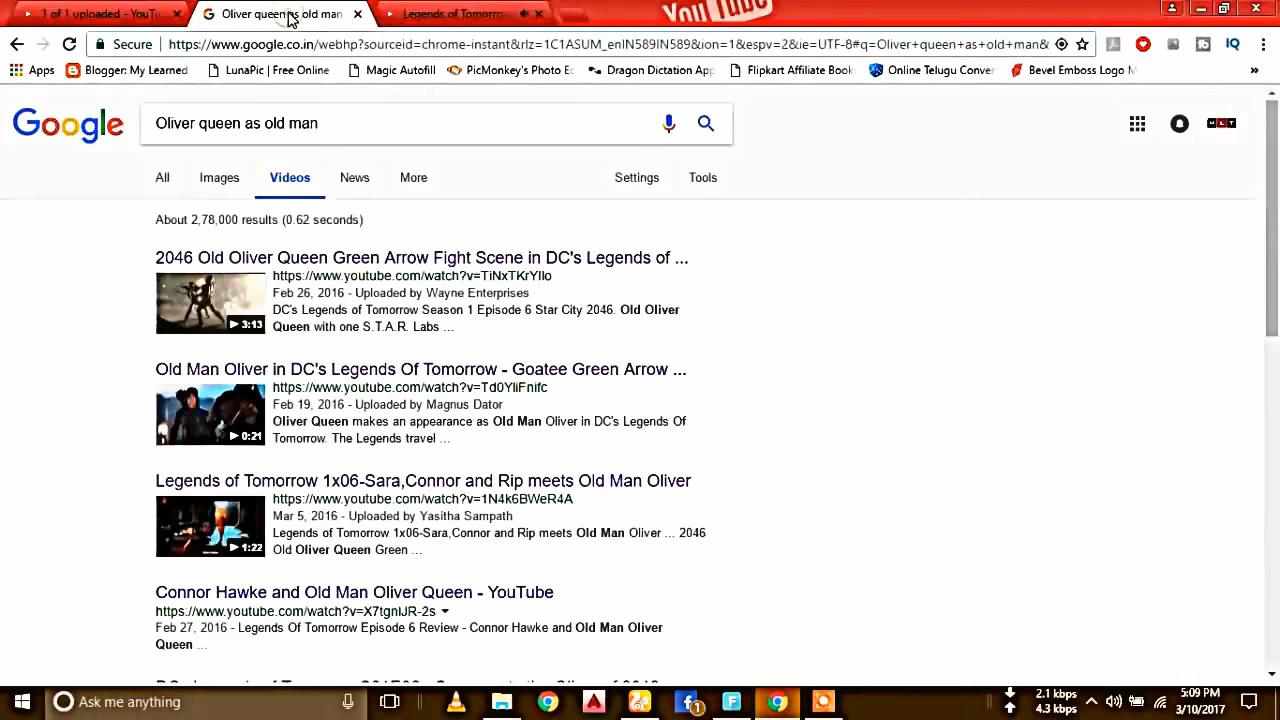 1 of 1 uploaded - YouTu
Oliver queen as old man
Legends of Tomorrow
YouTube
Secure
https://www.google.co.in/webhp?sourceid=chrome-instant&rlz=1C1ASUM_enIN589IN589&ion=1&espv=2&ie=UTF-8#q=Oliver+queen+as+old+man&
IQ
Apps
Blogger: My Learned
LunaPic | Free Online
Magic Autofill
PicMonkey's Photo Ec
Dragon Dictation App
Flipkart Affiliate Book
Online Telugu Conver
Bevel Emboss Logo M
»
Google
Oliver queen as old man
MLT
All
Images
Videos
News
More
Settings
Tools
About 2,78,000 results (0.62 seconds)
2046 Old Oliver Queen Green Arrow Fight Scene in DC's Legends of ...
https://www.youtube.com/watch?v=TiNxTKrYIIo
Feb 26, 2016 - Uploaded by Wayne Enterprises
DC's Legends of Tomorrow Season 1 Episode 6 Star City 2046. Old Oliver
Queen with one S.T.A.R. Labs ...
3:13
Old Man Oliver in DC's Legends Of Tomorrow - Goatee Green Arrow ...
https://www.youtube.com/watch?v=Td0YIiFnifc
Feb 19, 2016 - Uploaded by Magnus Dator
Oliver Queen makes an appearance as Old Man Oliver in DC's Legends Of
Tomorrow. The Legends travel ...
0:21
Legends of Tomorrow 1x06-Sara,Connor and Rip meets Old Man Oliver
https://www.youtube.com/watch?v=1N4k6BWeR4A
Mar 5, 2016 - Uploaded by Yasitha Sampath
Legends of Tomorrow 1x06-Sara,Connor and Rip meets Old Man Oliver ... 2046
Old Oliver Queen Green ...
1:22
Connor Hawke and Old Man Oliver Queen - YouTube
https://www.youtube.com/watch?v=X7tgnIJR-2s
Feb 27, 2016 - Legends Of Tomorrow Episode 6 Review - Connor Hawke and Old Man Oliver
Queen ...
Ask me anything
1
2.1 kbps
4.3 kbps
5:09 PM
3/10/2017